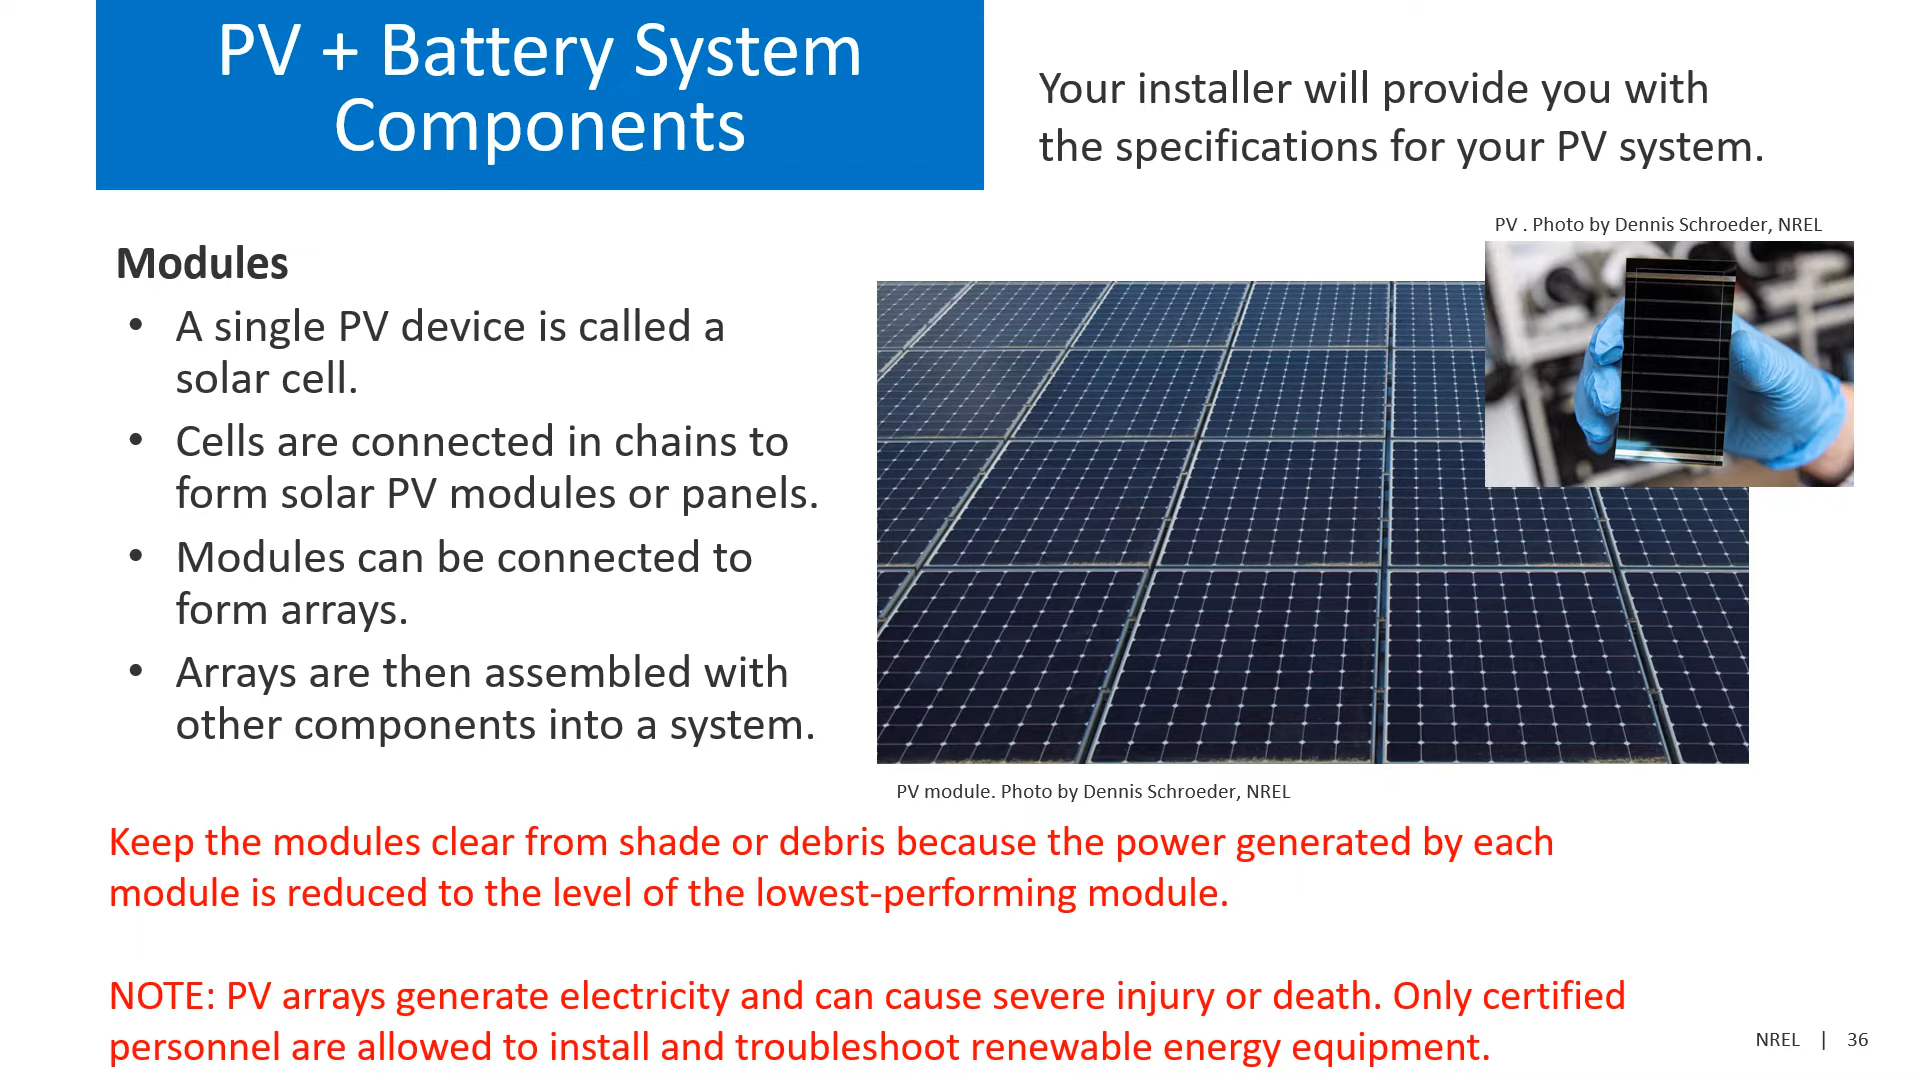 PV + Battery System
Components
Your installer will provide you with
the specifications for your PV system.
PV . Photo by Dennis Schroeder, NREL
Modules
• A single PV device is called a
solar cell.
• Cells are connected in chains to
form solar PV modules or panels.
• Modules can be connected to
form arrays.
• Arrays are then assembled with
other components into a system.
PV module. Photo by Dennis Schroeder, NREL
Keep the modules clear from shade or debris because the power generated by each
module is reduced to the level of the lowest-performing module.
NOTE: PV arrays generate electricity and can cause severe injury or death. Only certified
personnel are allowed to install and troubleshoot renewable energy equipment.
NREL | 36